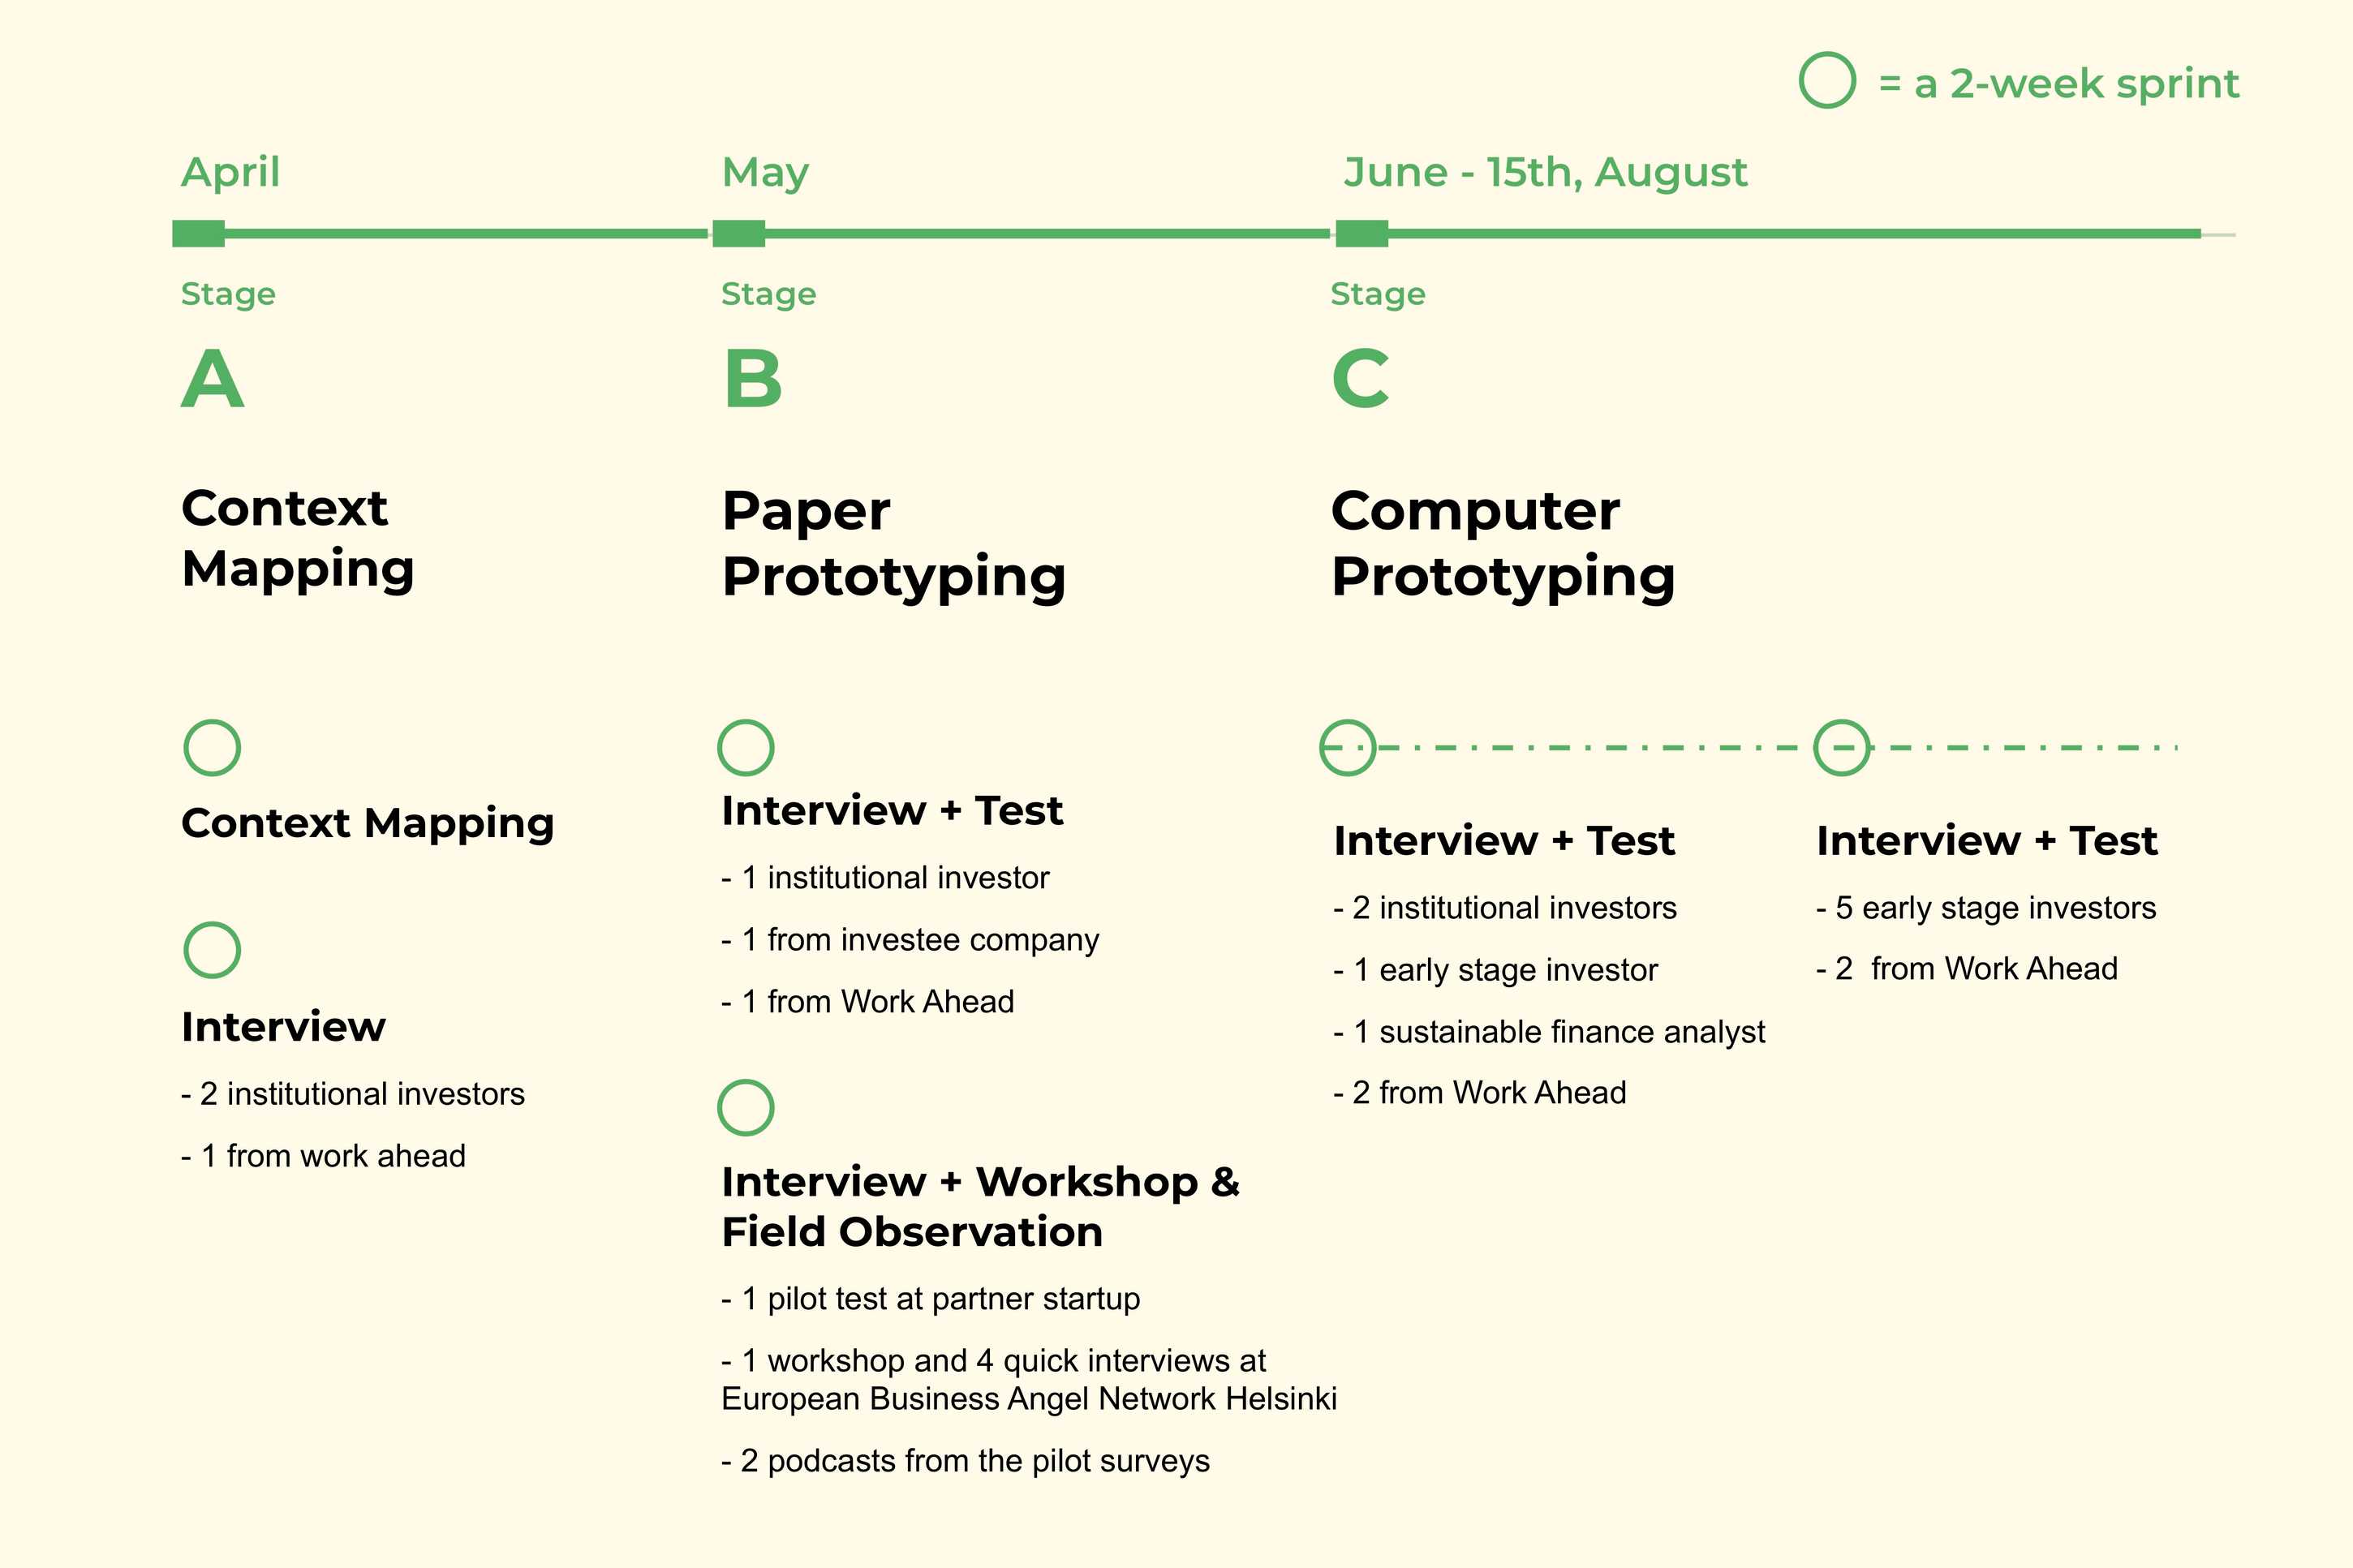 = a 2-week sprint
April
May
June - 15th, August
Stage
Stage
Stage
A
B
C
Context
Mapping
Paper
Prototyping
Computer
Prototyping
Context Mapping
Interview
- 2 institutional investors
- 1 from work ahead
Interview + Test
- 1 institutional investor
- 1 from investee company
- 1 from Work Ahead
Interview + Workshop &
Field Observation
- 1 pilot test at partner startup
- 1 workshop and 4 quick interviews at
European Business Angel Network Helsinki
- 2 podcasts from the pilot surveys
Interview + Test
- 2 institutional investors
- 1 early stage investor
- 1 sustainable finance analyst
- 2 from Work Ahead
Interview + Test
- 5 early stage investors
- 2  from Work Ahead